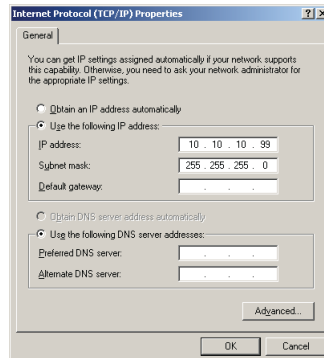 Internet Protocol (TCP/IP) Properties
General
You can get IP settings assigned automatically if your network supports
this capability. Otherwise, you need to ask your network administrator for
the appropriate IP settings.
Obtain an IP address automatically
Use the following IP address:
IP address: 10 . 10 . 10 . 99
Subnet mask: 255 . 255 . 255 . 0
Default gateway: . . .
Obtain DNS server address automatically
Use the following DNS server addresses:
Preferred DNS server: . . .
Alternate DNS server: . . .
Advanced...
OK Cancel